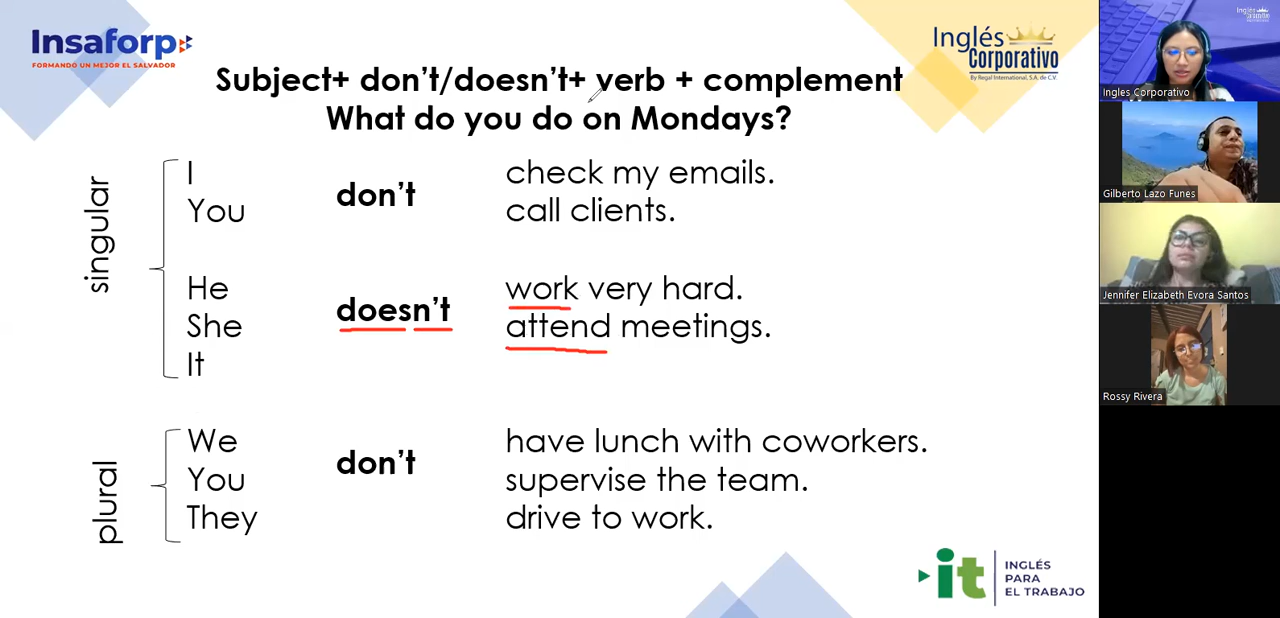 Insaforp
FORMANDO UN MEJOR EL SALVADOR
Inglés
Corporativo
By Regal International, S.A. de C.V.
Subject+ don't/doesn't+ verb + complement
What do you do on Mondays?
singular
I
You
don't
check my emails.
call clients.
He
She
It
doesn't
work very hard.
attend meetings.
plural
We
You
They
don't
have lunch with coworkers.
supervise the team.
drive to work.
it
INGLÉS
PARA
EL TRABAJO
Ingles Corporativo
Gilberto Lazo Funes
Jennifer Elizabeth Evora Santos
Rossy Rivera